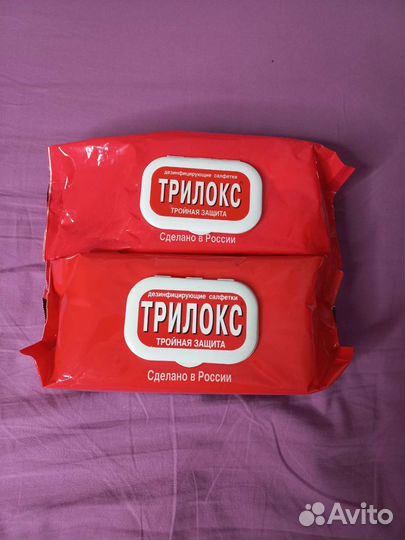 дезинфицирующие салфетки
ТРИЛОКС
ТРОЙНАЯ ЗАЩИТА
Сделано в России
дезинфицирующие салфетки
ТРИЛОКС
ТРОЙНАЯ ЗАЩИТА
Сделано в России
Avito